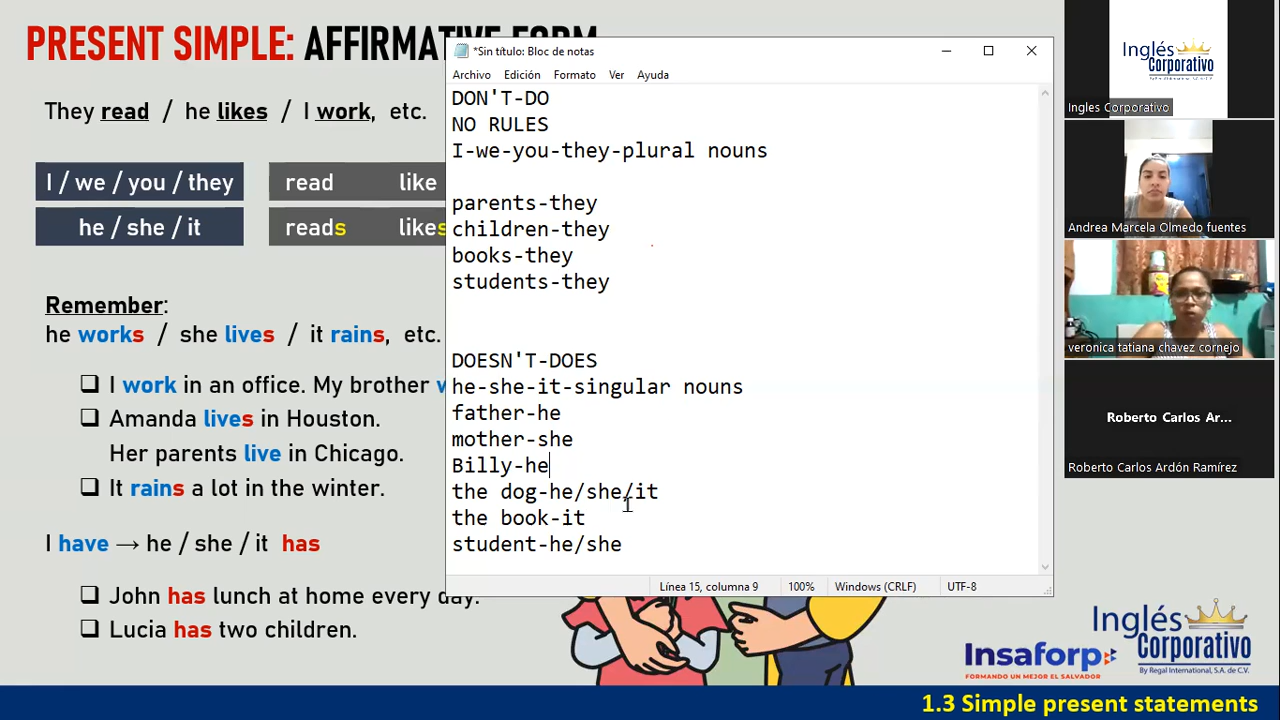 PRESENT SIMPLE: AFFIRMATIVE FORM
They read / he likes / I work, etc.
I / we / you / they
read like
he / she / it
reads likes
Remember:
he works / she lives / it rains, etc.
I work in an office. My brother w
Amanda lives in Houston.
Her parents live in Chicago.
It rains a lot in the winter.
I have → he / she / it has
John has lunch at home every day.
Lucia has two children.
*Sin título: Bloc de notas
Archivo Edición Formato Ver Ayuda
DON'T-DO
NO RULES
I-we-you-they-plural nouns
parents-they
children-they
books-they
students-they
DOESN'T-DOES
he-she-it-singular nouns
father-he
mother-she
Billy-he
the dog-he/she/it
the book-it
student-he/she
Línea 15, columna 9 100% Windows (CRLF) UTF-8
Inglés
Corporativo
By Regal International, S.A. de C.V.
Ingles Corporativo
Andrea Marcela Olmedo fuentes
veronica tatiana chavez cornejo
Roberto Carlos Ar...
Roberto Carlos Ardón Ramírez
Insaforp
FORMANDO UN MEJOR EL SALVADOR
Inglés
Corporativo
By Regal International, S.A. de C.V.
1.3 Simple present statements